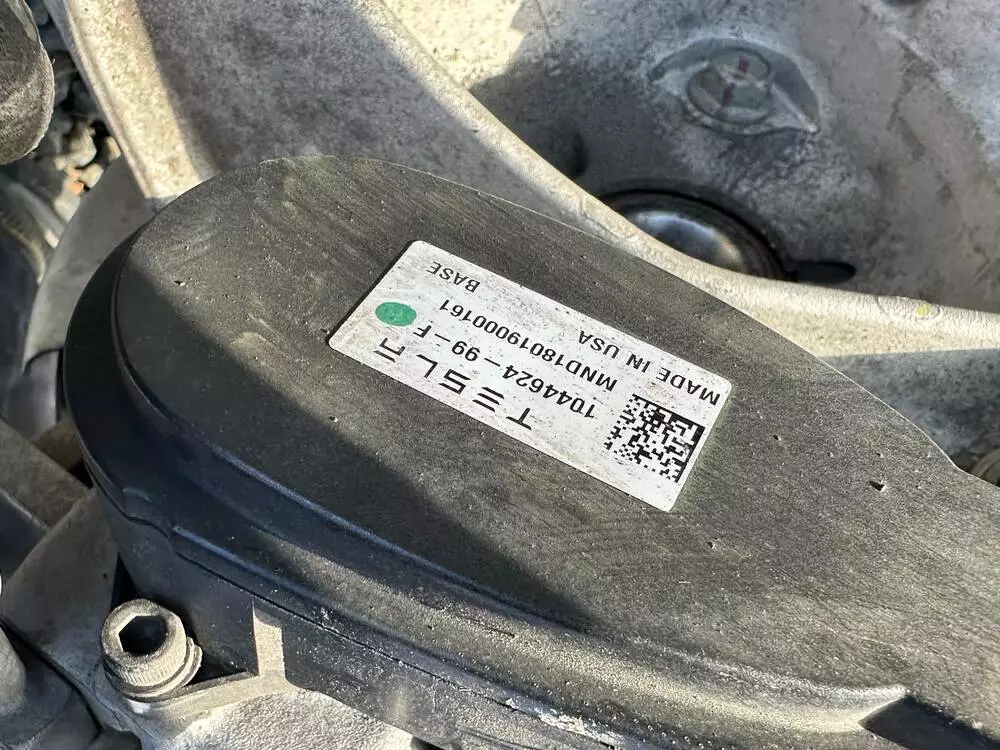 TESLA
1044624-99-F
MND18019000161
MADE IN USA
BASE